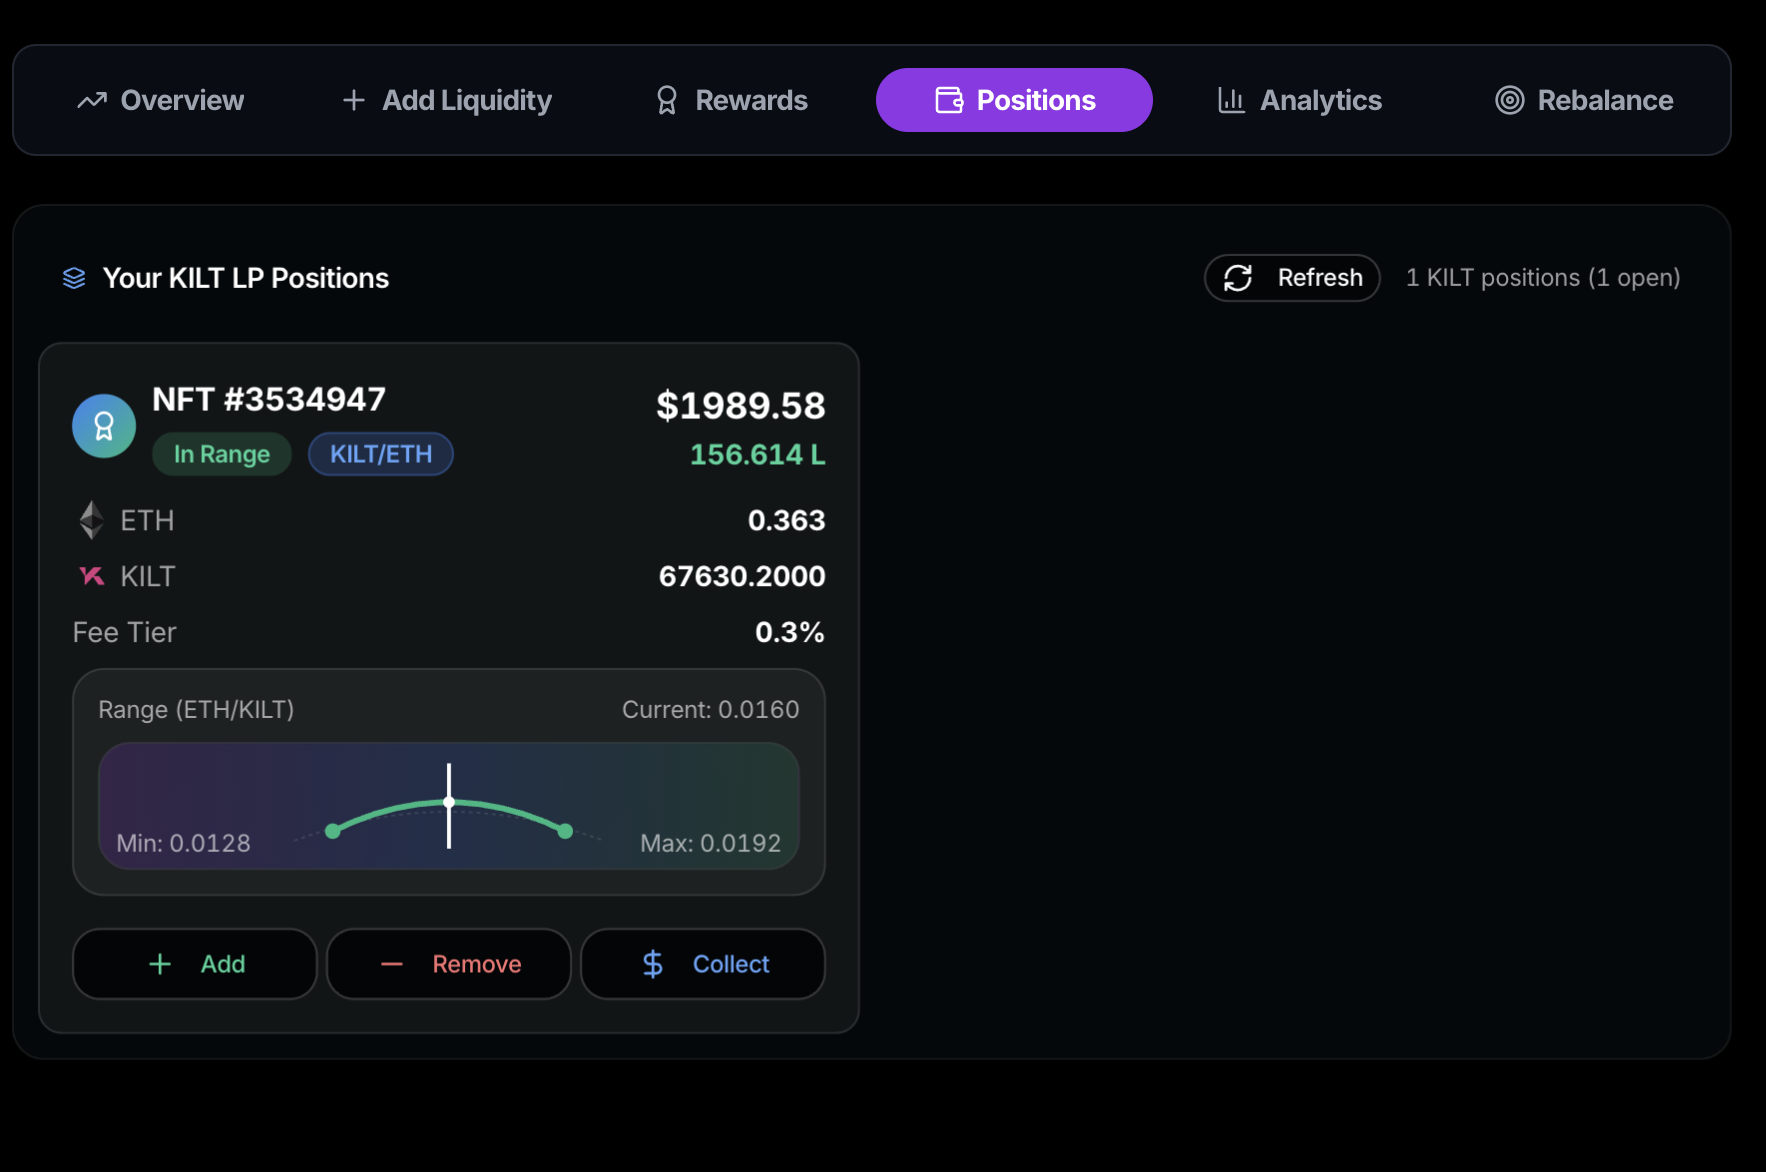 Overview Add Liquidity Rewards Positions Analytics Rebalance
Your KILT LP Positions
Refresh 1 KILT positions (1 open)
NFT #3534947
$1989.58
In Range KILT/ETH
156.614 L
ETH 0.363
KILT 67630.2000
Fee Tier 0.3%
Range (ETH/KILT) Current: 0.0160
Min: 0.0128 Max: 0.0192
Add Remove Collect